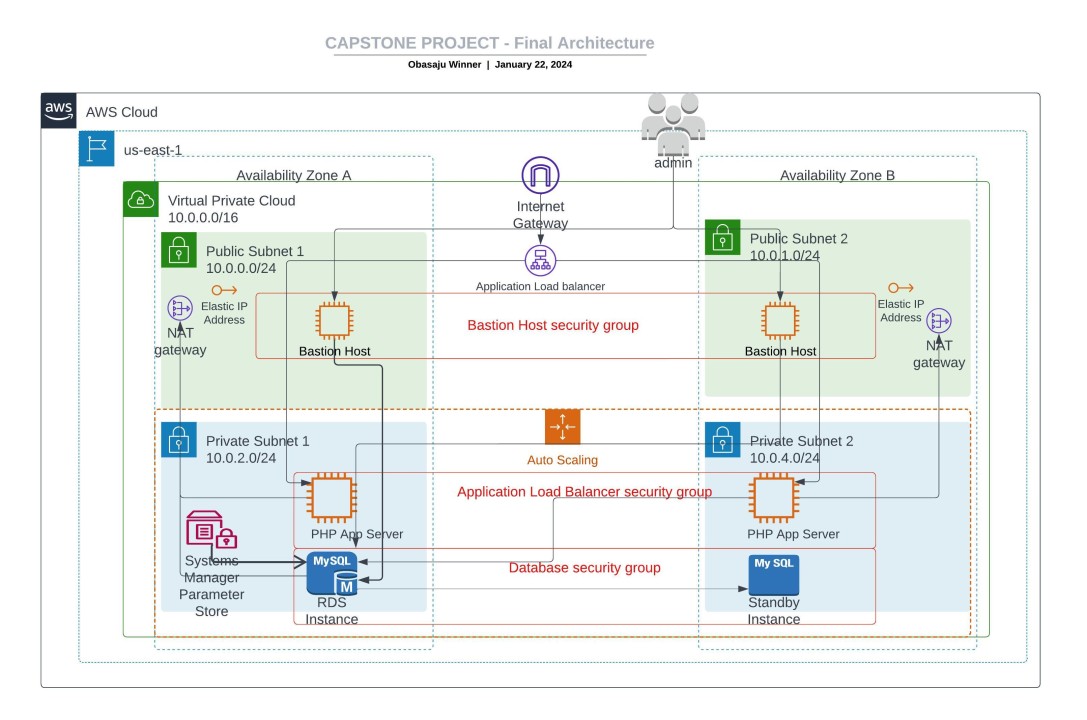 CAPSTONE PROJECT - Final Architecture
Obasaju Winner | January 22, 2024
aws
AWS Cloud
us-east-1
admin
Availability Zone A
Availability Zone B
Virtual Private Cloud
10.0.0.0/16
Internet
Gateway
Public Subnet 1
10.0.0.0/24
Public Subnet 2
10.0.1.0/24
Application Load balancer
Elastic IP
Address
NAT
gateway
Bastion Host security group
Bastion Host
Bastion Host
Elastic IP
Address
NAT
gateway
Private Subnet 1
10.0.2.0/24
Auto Scaling
Private Subnet 2
10.0.4.0/24
Application Load Balancer security group
PHP App Server
PHP App Server
Systems
Manager
Parameter
Store
MySQL
M
RDS
Instance
Database security group
My SQL
Standby
Instance